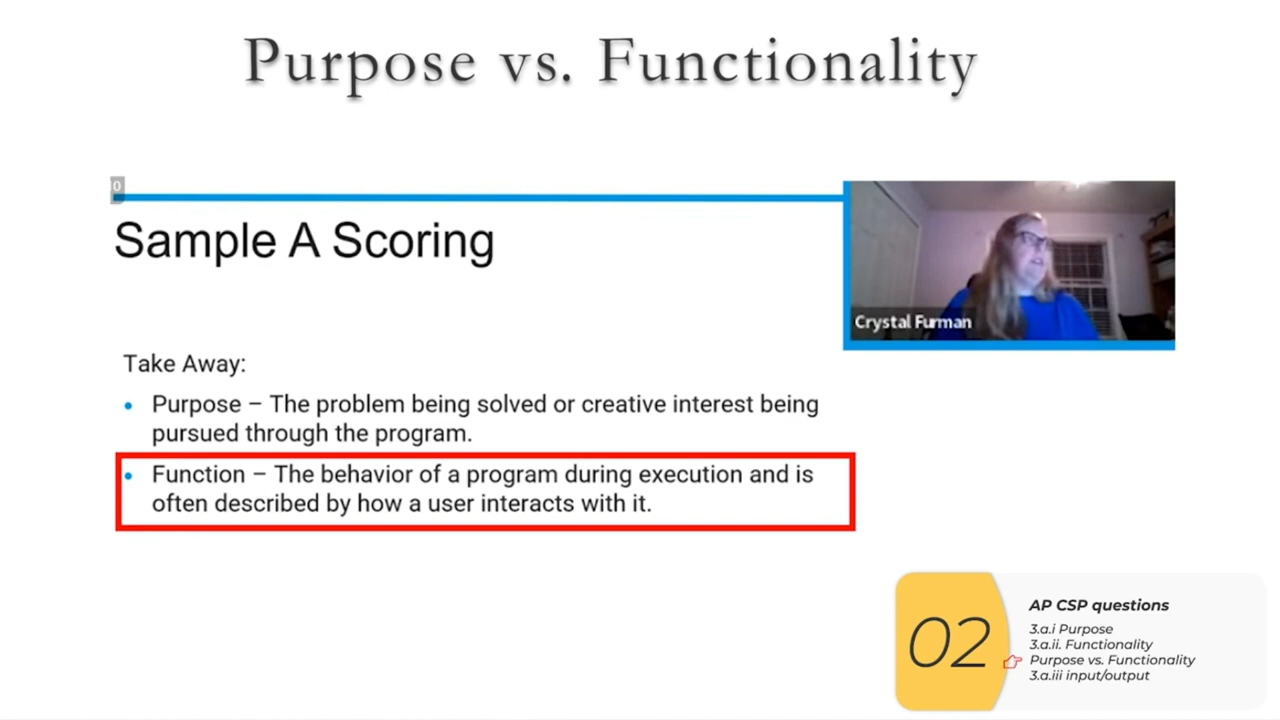 Purpose vs. Functionality
0
Sample A Scoring
Crystal Furman
Take Away:
• Purpose – The problem being solved or creative interest being
pursued through the program.
• Function – The behavior of a program during execution and is
often described by how a user interacts with it.
02
AP CSP questions
3.a.i Purpose
3.a.ii. Functionality
Purpose vs. Functionality
3.a.iii input/output